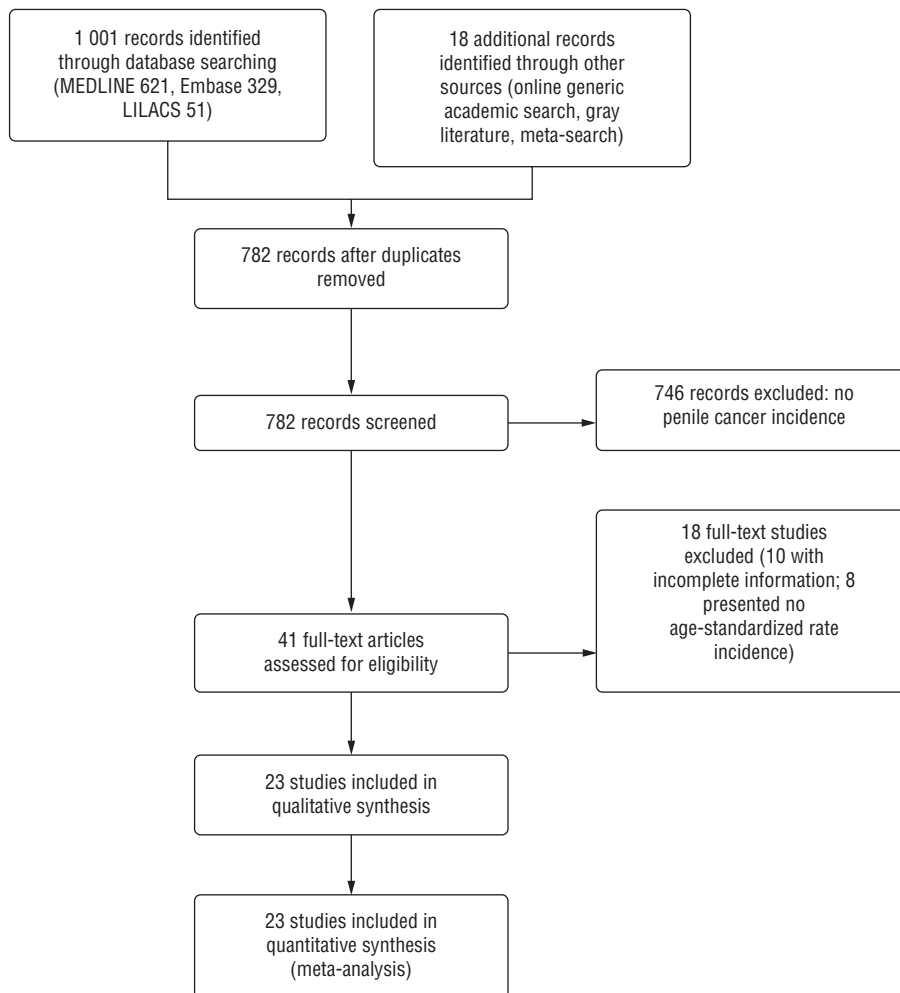 1 001 records identified
through database searching
(MEDLINE 621, Embase 329,
LILACS 51)
18 additional records
identified through other
sources (online generic
academic search, gray
literature, meta-search)
782 records after duplicates
removed
782 records screened
746 records excluded: no
penile cancer incidence
41 full-text articles
assessed for eligibility
18 full-text studies
excluded (10 with
incomplete information; 8
presented no
age-standardized rate
incidence)
23 studies included in
qualitative synthesis
23 studies included in
quantitative synthesis
(meta-analysis)